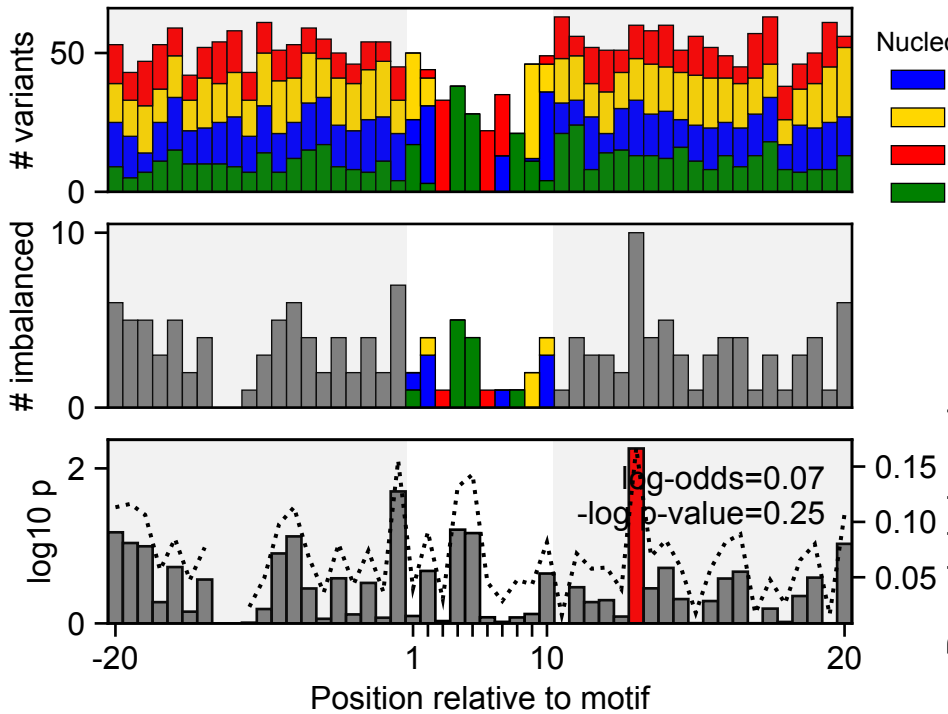 # variants
50
0
Nucleo
# imbalanced
10
0
log10 p
2
0
log-odds=0.07
-log p-value=0.25
0.15
0.10
0.05
-20
1
10
20
Position relative to motif